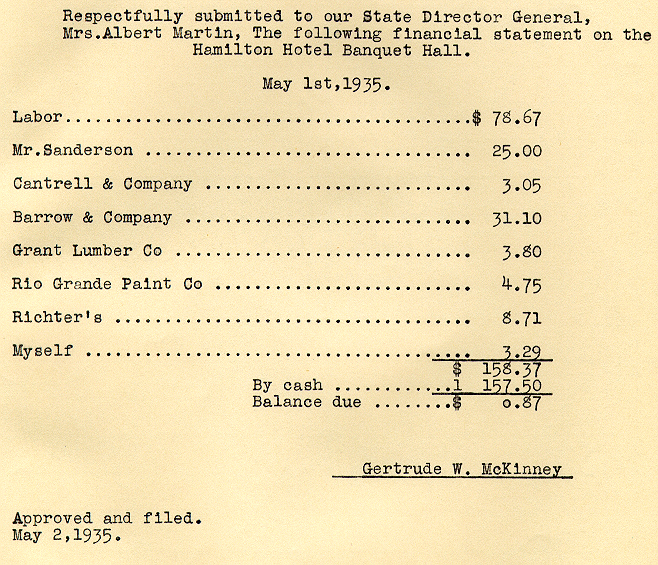 Respectfully submitted to our State Director General,
Mrs.Albert Martin, The following financial statement on the
Hamilton Hotel Banquet Hall.
May 1st,1935.
Labor.........................................$ 78.67
Mr.Sanderson ................................. 25.00
Cantrell & Company ........................... 3.05
Barrow & Company ............................. 31.10
Grant Lumber Co .............................. 3.80
Rio Grande Paint Co .......................... 4.75
Richter's .................................... 8.71
Myself ....................................... 3.29
$ 158.37
By cash ............1 157.50
Balance due ........$ 0.87
Gertrude W. McKinney
Approved and filed.
May 2,1935.